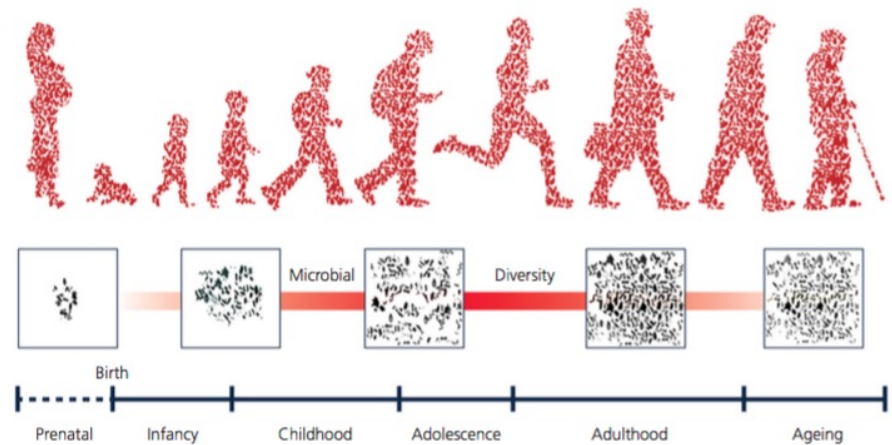 Microbial
Diversity
Birth
Prenatal
Infancy
Childhood
Adolescence
Adulthood
Ageing